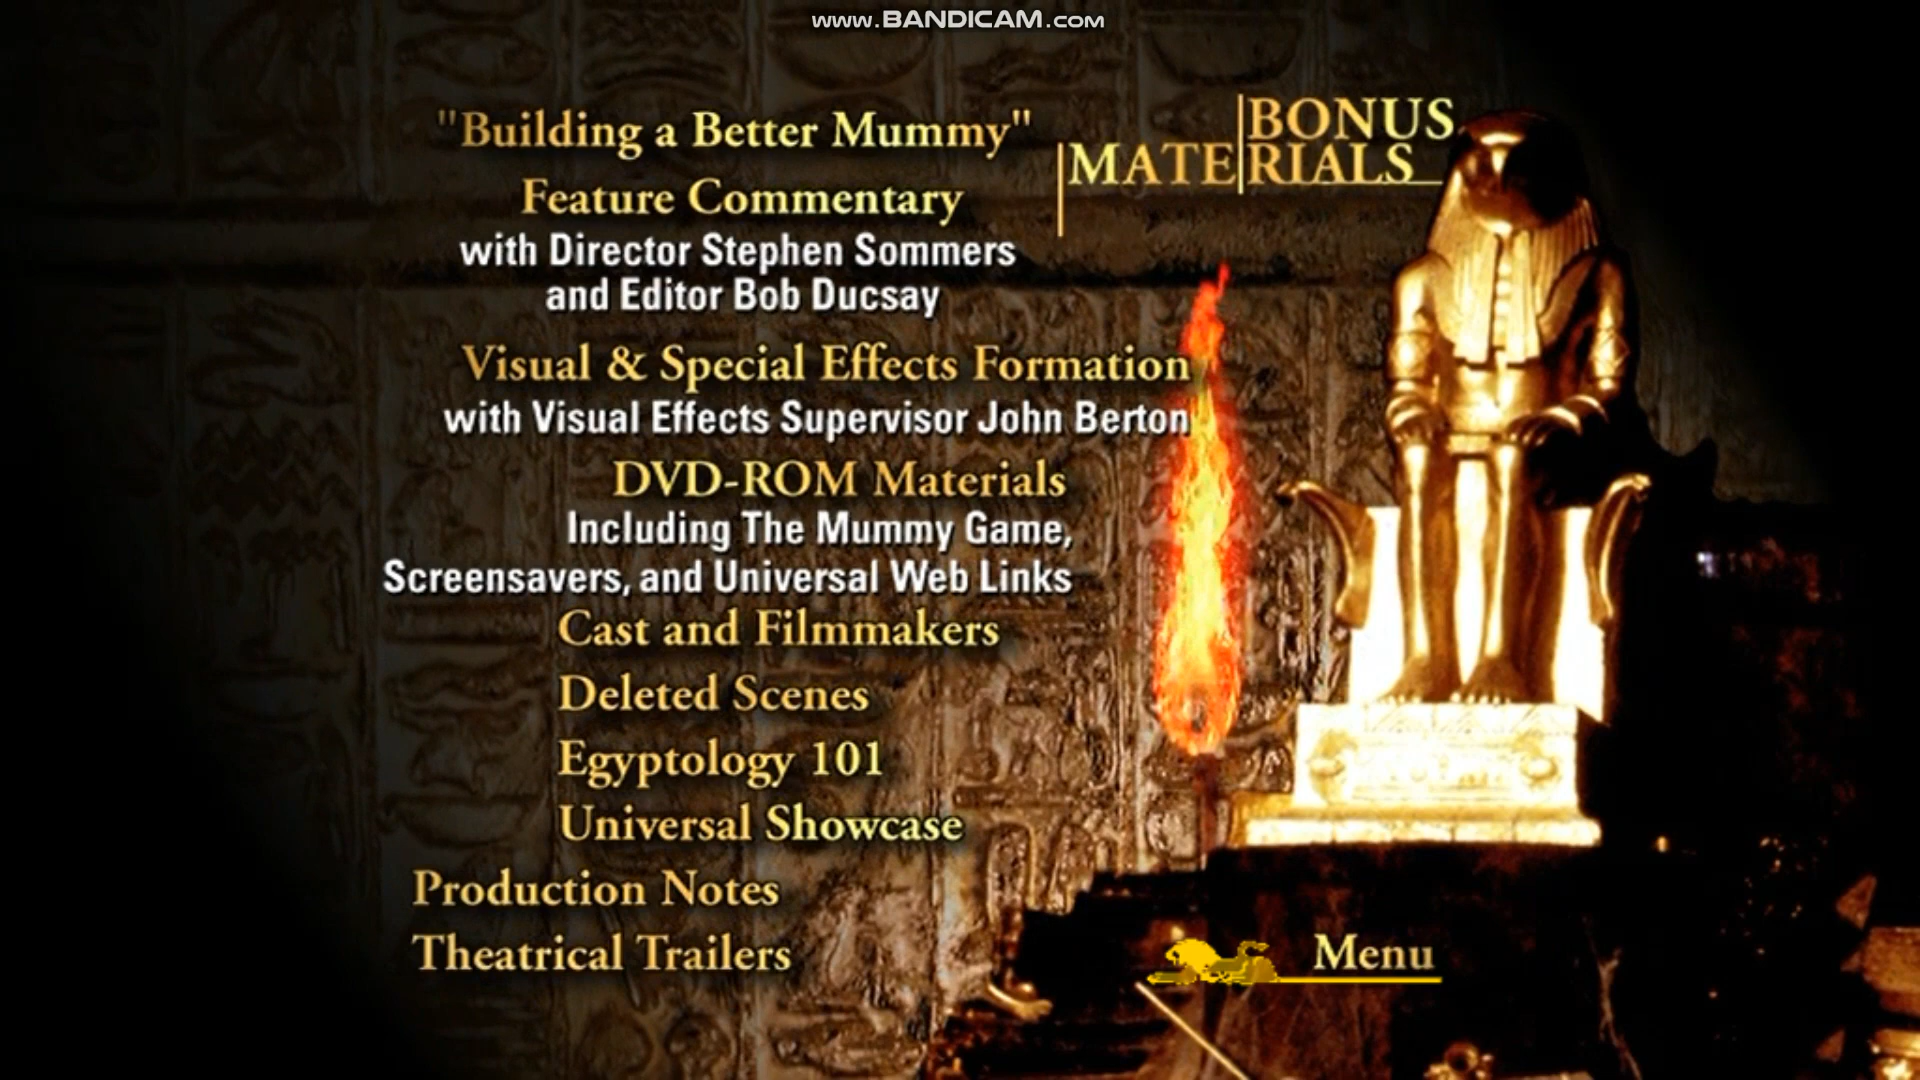 www.BANDICAM.com
BONUS
MATERIALS
"Building a Better Mummy"
Feature Commentary
with Director Stephen Sommers
and Editor Bob Ducsay
Visual & Special Effects Formation
with Visual Effects Supervisor John Berton
DVD-ROM Materials
Including The Mummy Game,
Screensavers, and Universal Web Links
Cast and Filmmakers
Deleted Scenes
Egyptology 101
Universal Showcase
Production Notes
Theatrical Trailers
Menu